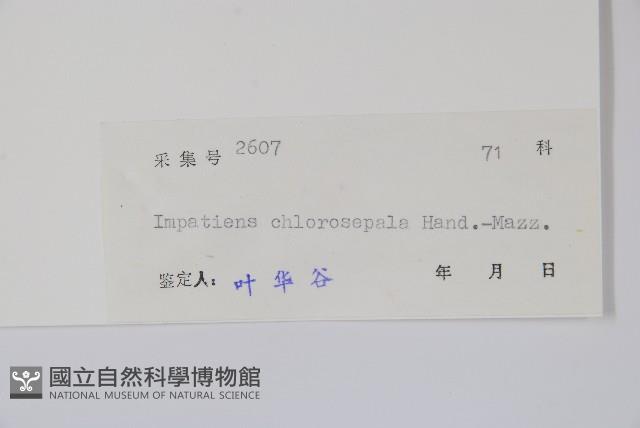 采集号 2607 71 科
Impatiens chlorosepala Hand.-Mazz.
鉴定人: 叶华谷 年 月 日
國立自然科學博物館
NATIONAL MUSEUM OF NATURAL SCIENCE